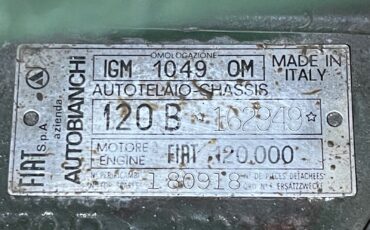 OMOLOGAZIONE
IGM 1049 OM
MADE IN ITALY
AUTOTELAIO-CHASSIS
120 B 162949☆
MOTORE
ENGINE
FIAT 120.000
180918
FIAT
S.p.A.
azienda
AUTOBIANCHI